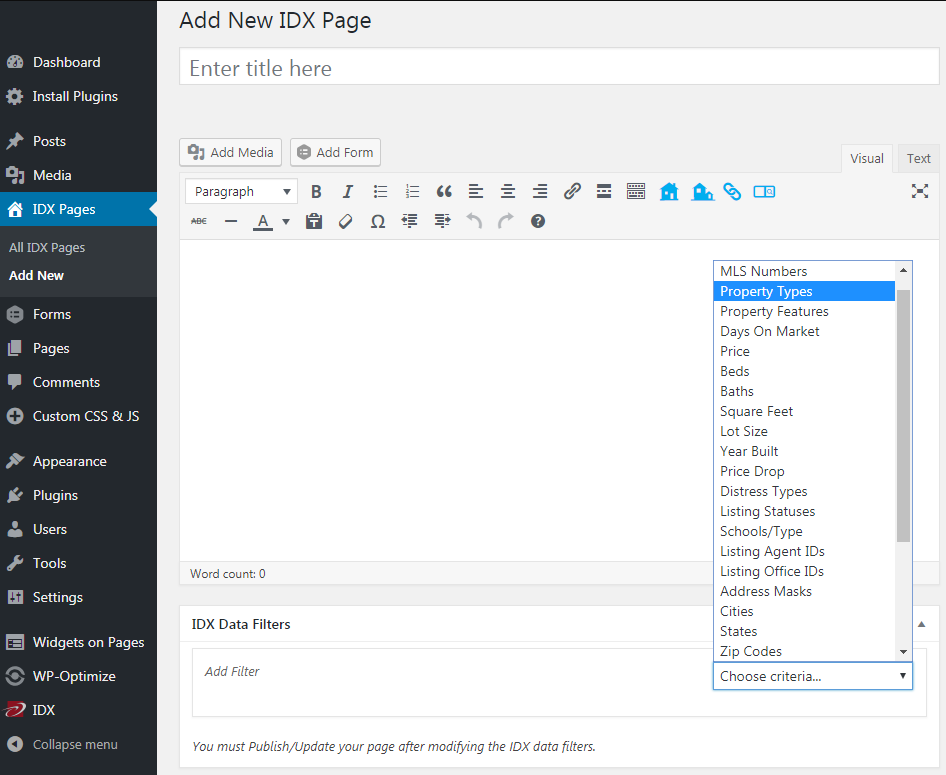 Add New IDX Page
Dashboard
Install Plugins
Posts
Media
IDX Pages
All IDX Pages
Add New
Forms
Pages
Comments
Custom CSS & JS
Appearance
Plugins
Users
Tools
Settings
Widgets on Pages
WP-Optimize
IDX
Collapse menu
Enter title here
Add Media
Add Form
Visual
Text
Paragraph
B
I
ABC
A
Ω
MLS Numbers
Property Types
Property Features
Days On Market
Price
Beds
Baths
Square Feet
Lot Size
Year Built
Price Drop
Distress Types
Listing Statuses
Schools/Type
Listing Agent IDs
Listing Office IDs
Address Masks
Cities
States
Zip Codes
Choose criteria...
Word count: 0
IDX Data Filters
Add Filter
You must Publish/Update your page after modifying the IDX data filters.